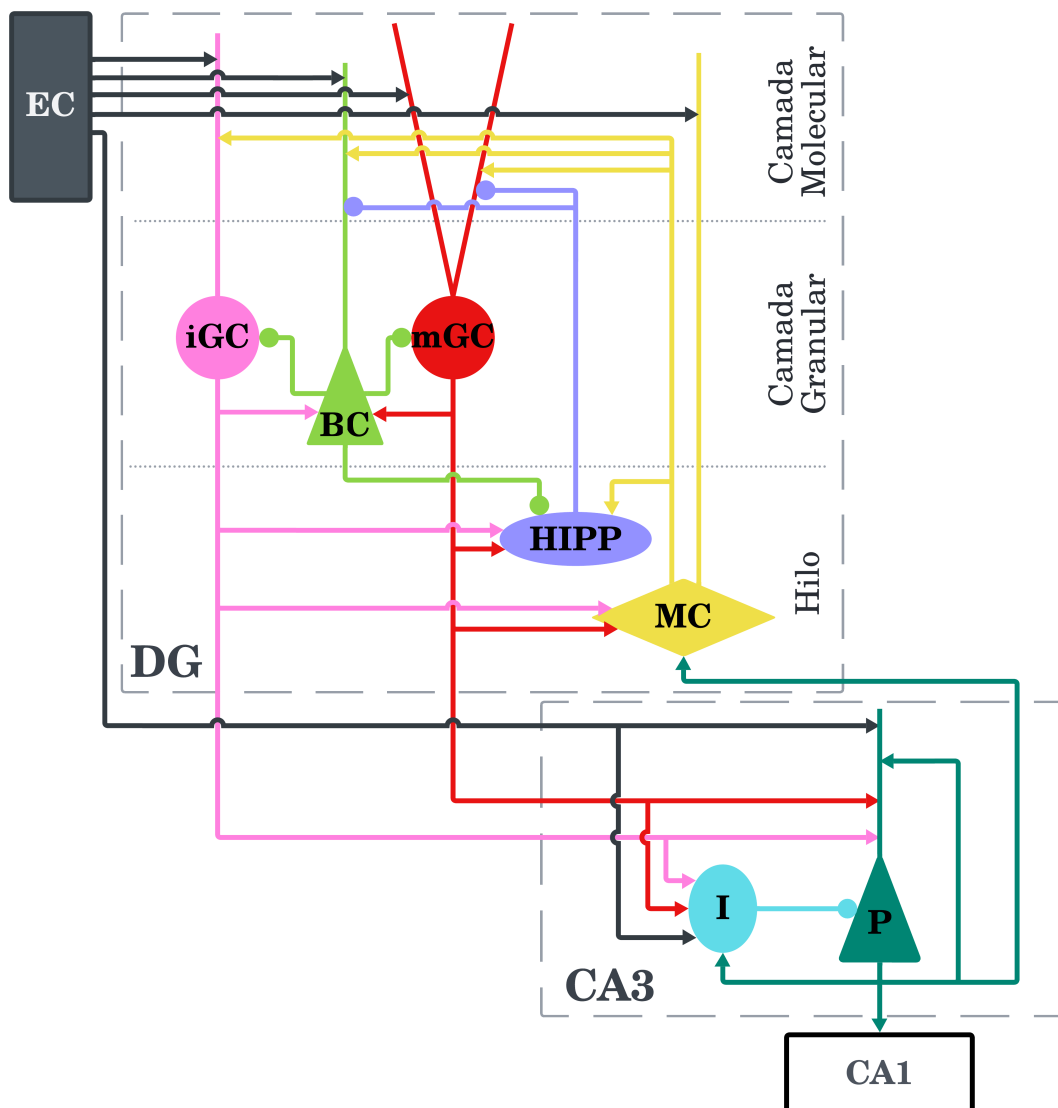 EC
Camada
Molecular
iGC
mGC
Camada
Granular
BC
HIPP
Hilo
MC
DG
I
P
CA3
CA1